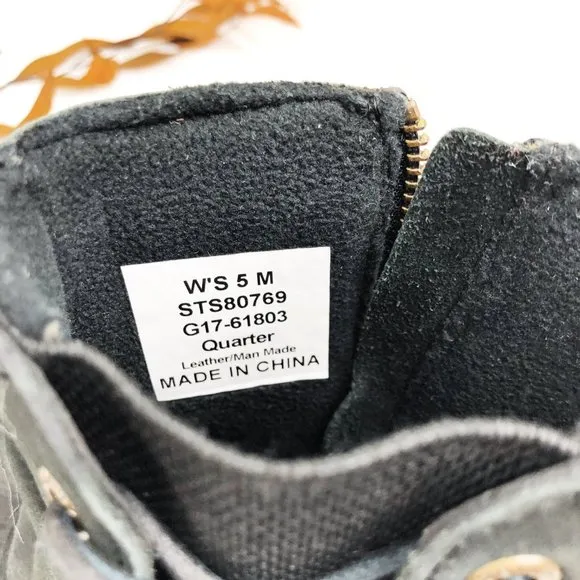 W'S 5 M
STS80769
G17-61803
Quarter
Leather/Man Made
MADE IN CHINA